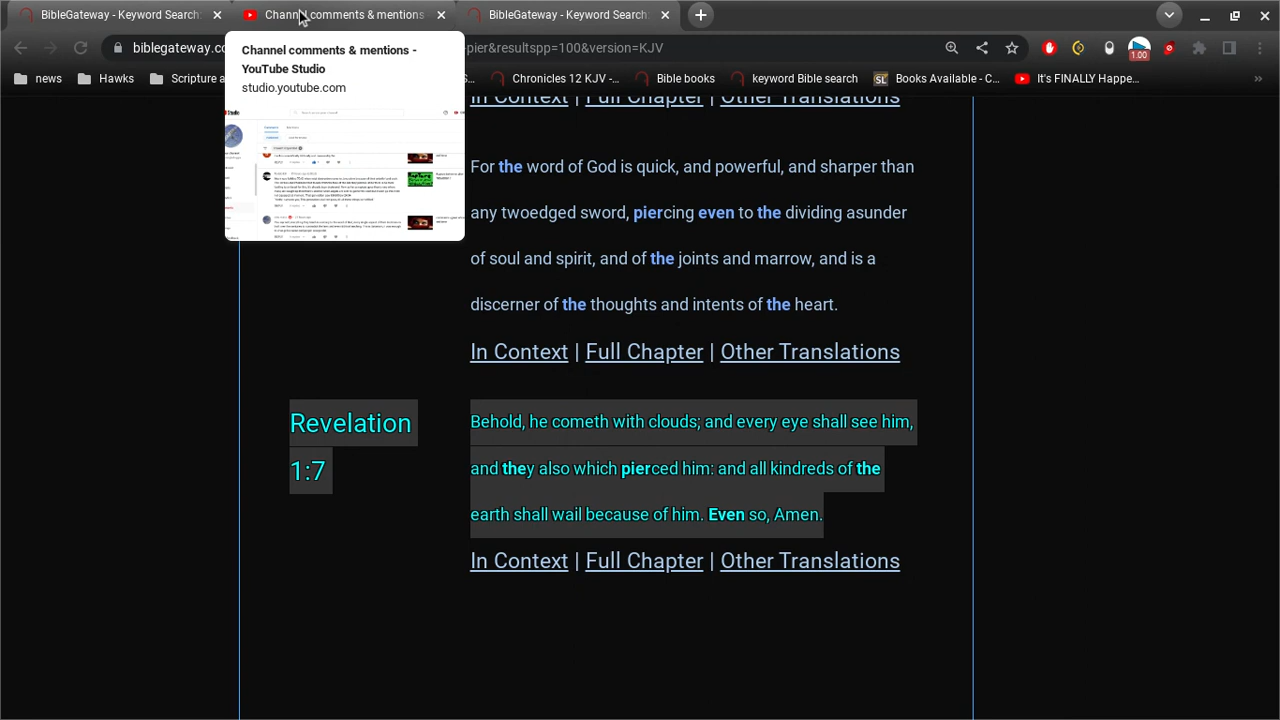 BibleGateway - Keyword Search:
Channel comments & mentions
BibleGateway - Keyword Search:
biblegateway.co
pier&resultspp=100&version=KJV
1.00
news
Hawks
Scripture a
Chronicles 12 KJV -...
Bible books
keyword Bible search
SL
Books Available - C...
It's FINALLY Happe...
Channel comments & mentions -
YouTube Studio
studio.youtube.com
Studio
In Context | Full Chapter | Other Translations
For the word of God is quick, and powerful, and sharper than
any twoedged sword,
of soul and spirit, and of the joints and marrow, and is a
discerner of the thoughts and intents of the heart.
In Context | Full Chapter | Other Translations
Revelation
1:7
Behold, he cometh with clouds; and every eye shall see him,
and they also which pierced him: and all kindreds of the
earth shall wail because of him. Even so, Amen.
In Context | Full Chapter | Other Translations